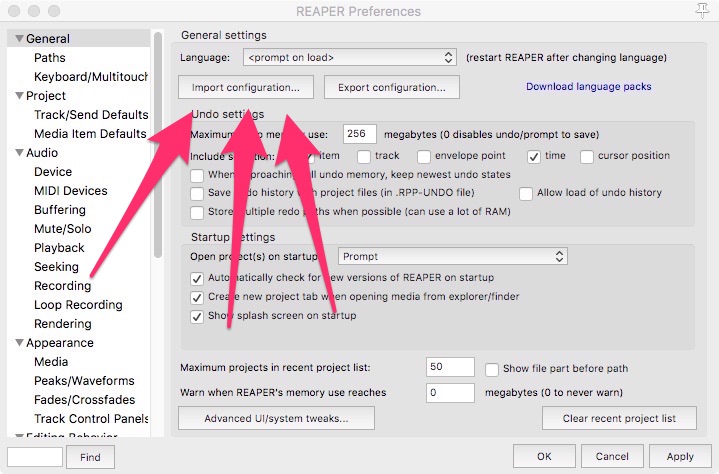 REAPER Preferences
General
Paths
Keyboard/Multitouch
Project
Track/Send Defaults
Media Item Defaults
Audio
Device
MIDI Devices
Buffering
Mute/Solo
Playback
Seeking
Recording
Loop Recording
Rendering
Appearance
Media
Peaks/Waveforms
Fades/Crossfades
Track Control Panels
Editing Behavior
Find
General settings
Language: <prompt on load> (restart REAPER after changing language)
Import configuration... Export configuration... Download language packs
Undo settings
Maximum memory use: 256 megabytes (0 disables undo/prompt to save)
Include item track envelope point time cursor position
When undo memory, keep newest undo states
Save history with project files (in .RPP-UNDO file) Allow load of undo history
Store multiple redo paths when possible (can use a lot of RAM)
Startup settings
Open project(s) on startup Prompt
Automatically check for new versions of REAPER on startup
Create new project tab when opening media from explorer/finder
Show splash screen on startup
Maximum projects in recent project list: 50 Show file part before path
Warn when REAPER's memory use reaches 0 megabytes (0 to never warn)
Advanced UI/system tweaks... Clear recent project list
OK Cancel Apply